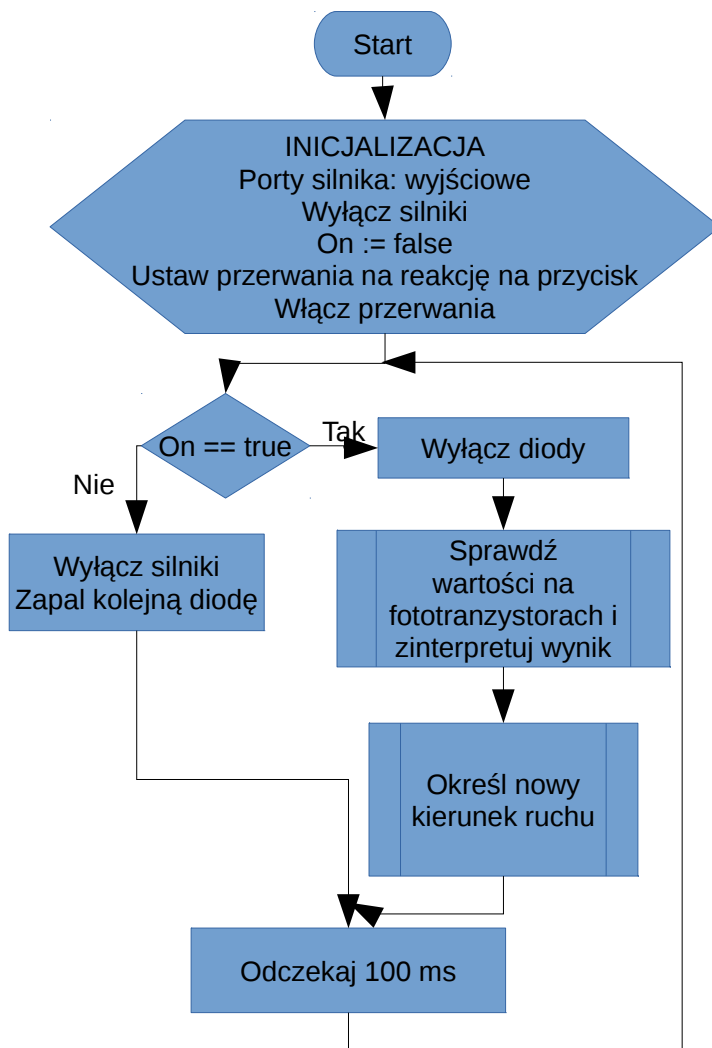 Start
INICJALIZACJA
Porty silnika: wyjściowe
Wyłącz silniki
On := false
Ustaw przerwania na reakcję na przycisk
Włącz przerwania
On == true
Tak
Wyłącz diody
Nie
Wyłącz silniki
Zapal kolejną diodę
Sprawdź
wartości na
fototranzystorach i
zinterpretuj wynik
Określ nowy
kierunek ruchu
Odczekaj 100 ms